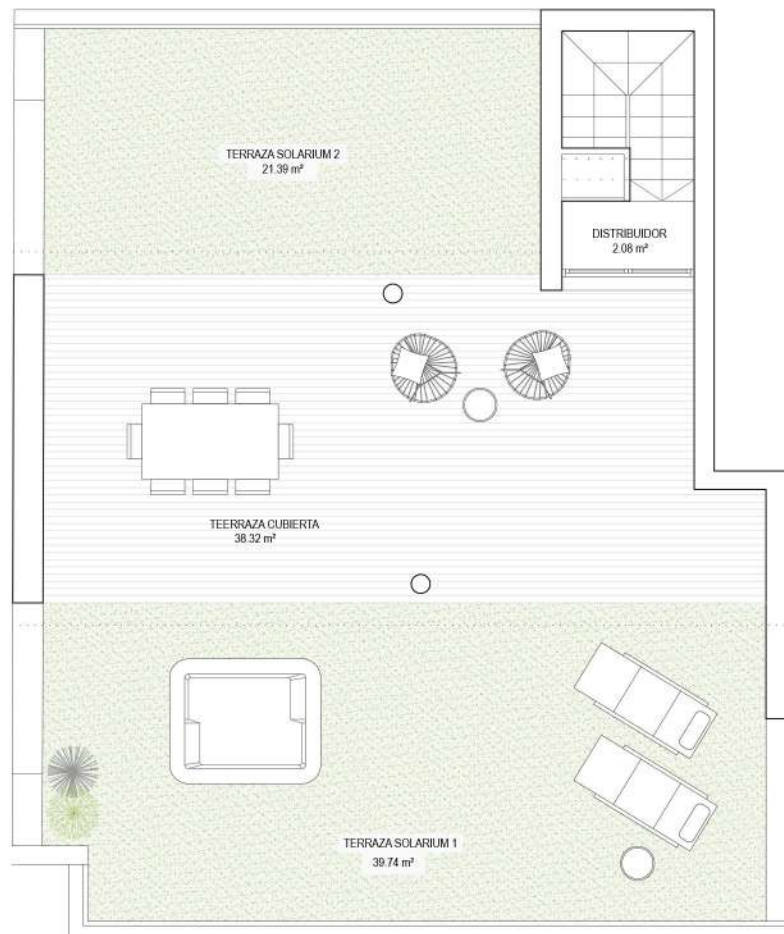 TERRAZA SOLARIUM 2
21.39 m²
DISTRIBUIDOR
2.08 m²
TEERRAZA CUBIERTA
38.32 m²
TERRAZA SOLARIUM 1
39.74 m²